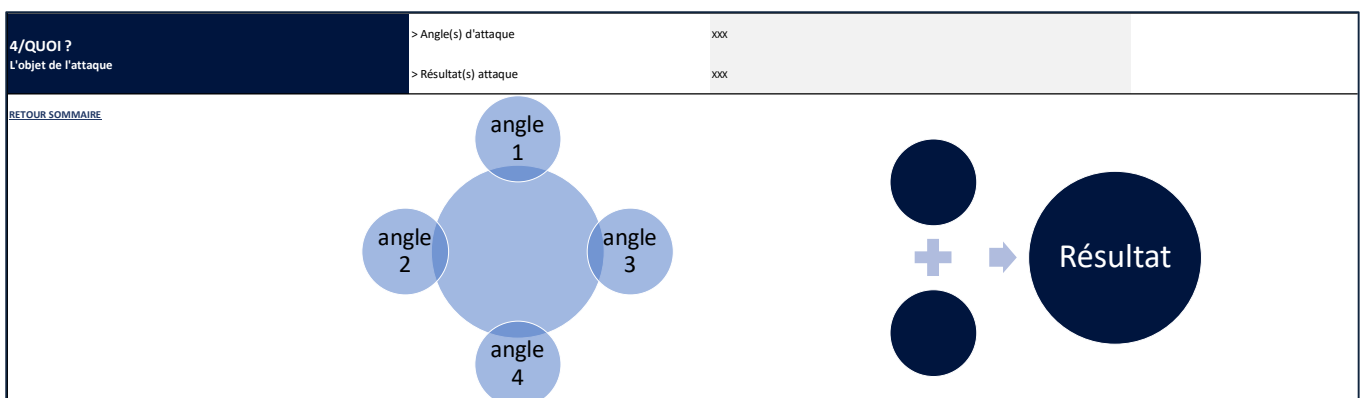 4/QUOI ?
L'objet de l'attaque
> Angle(s) d'attaque
xxx
> Résultat(s) attaque
xxx
RETOUR SOMMAIRE
angle
1
angle
2
angle
3
angle
4
Résultat